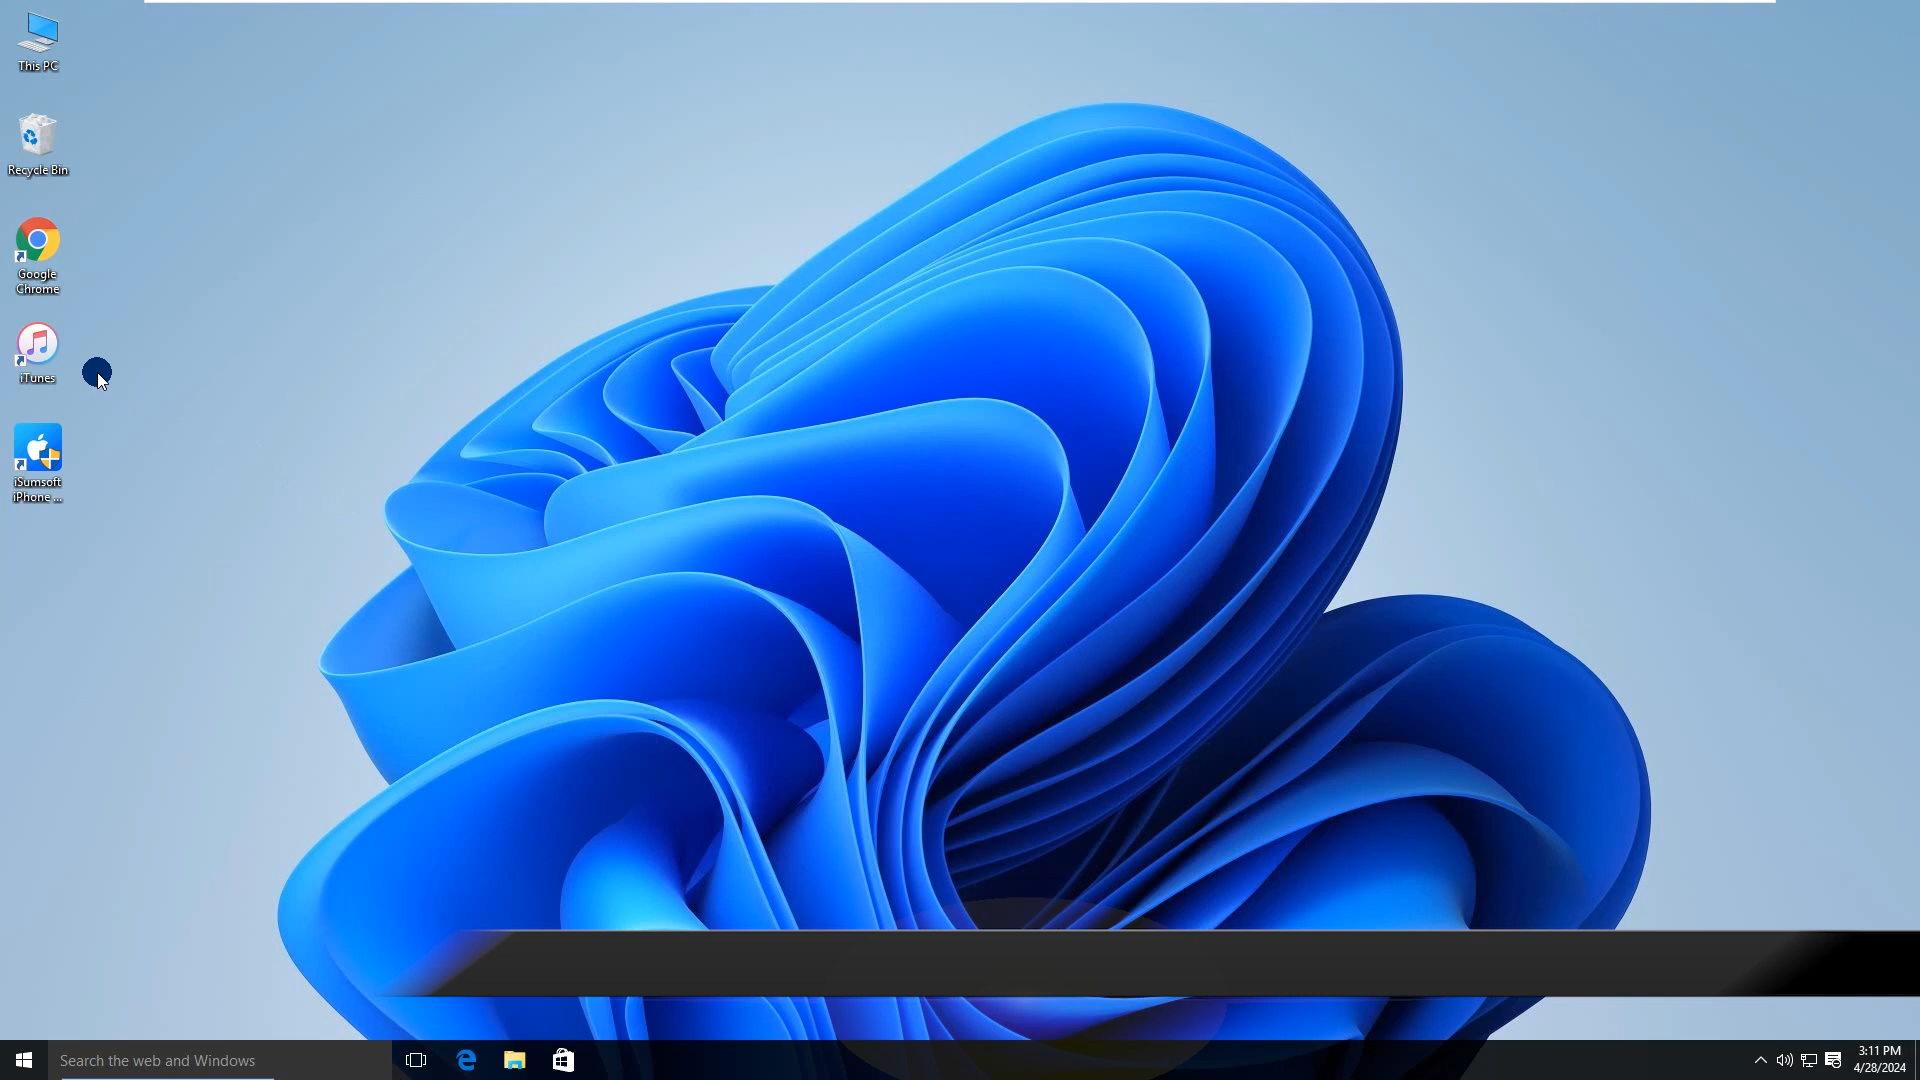 This PC
Recycle Bin
Google
Chrome
iTunes
iSumsoft
iPhone ...
Search the web and Windows
3:11 PM
4/28/2024